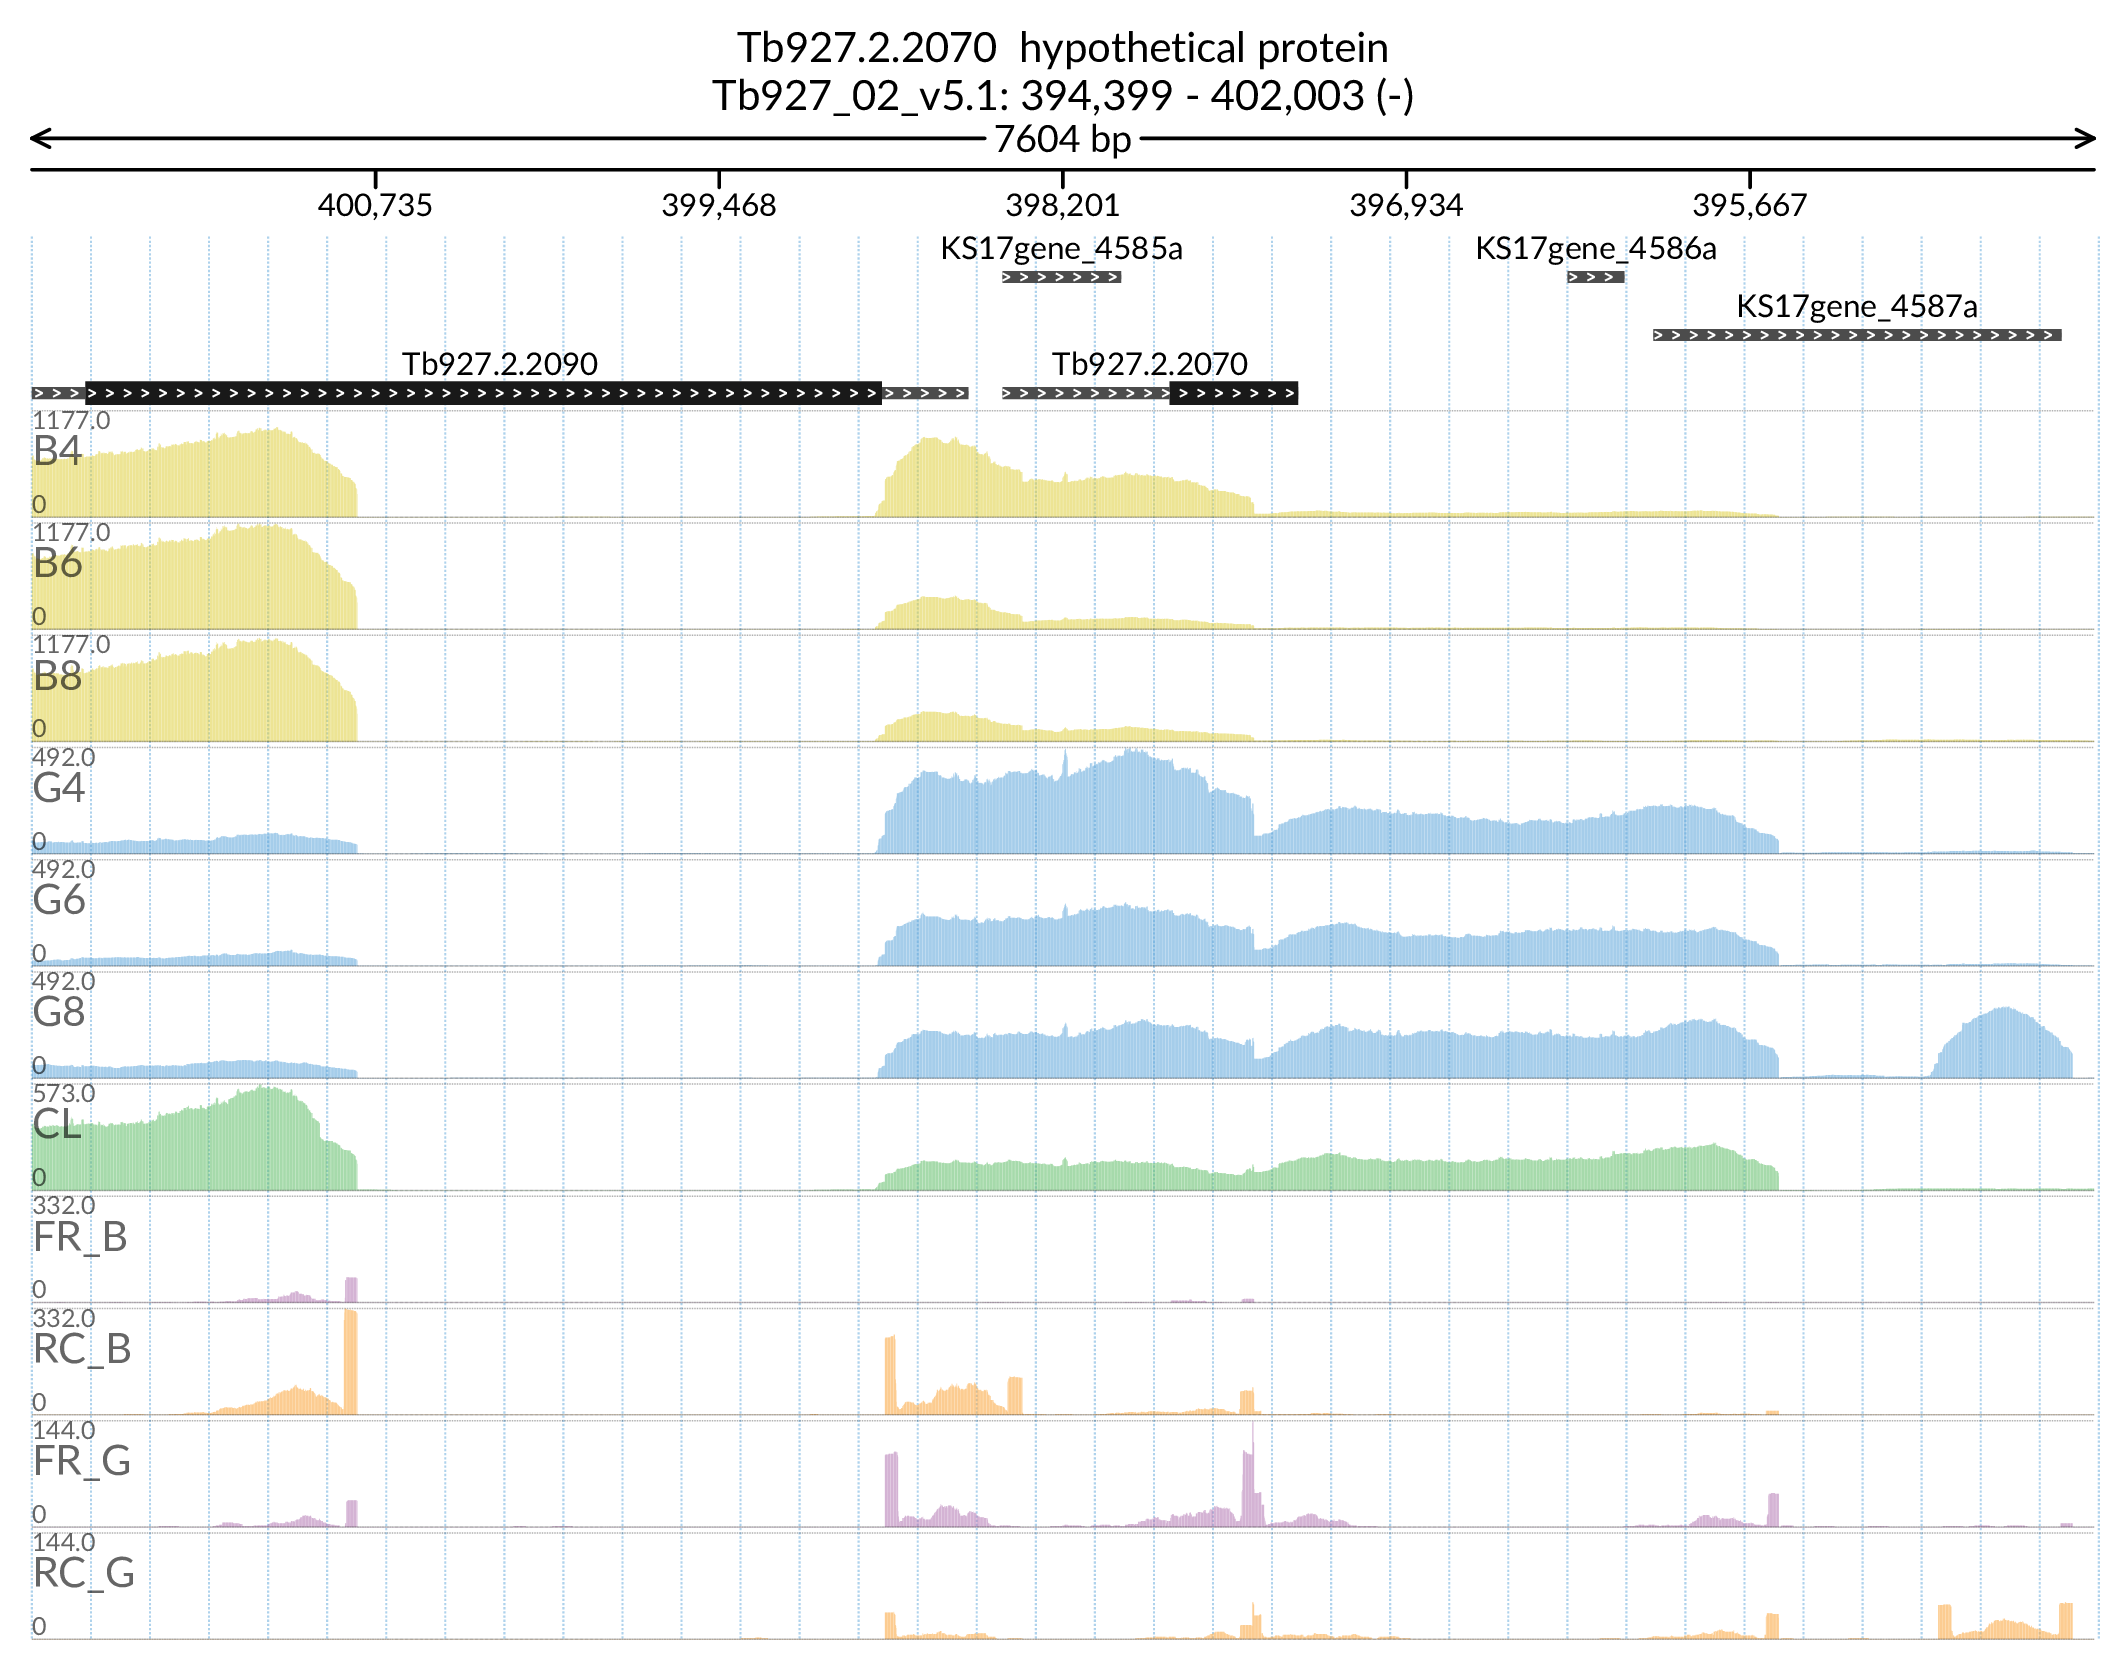 Tb927.2.2070  hypothetical protein
Tb927_02_v5.1: 394,399 - 402,003 (-)
7604 bp
400,735 399,468 398,201 396,934 395,667
KS17gene_4585a KS17gene_4586a
KS17gene_4587a
Tb927.2.2090 Tb927.2.2070
1177.0
B4
0
1177.0
B6
0
1177.0
B8
0
492.0
G4
0
492.0
G6
0
492.0
G8
0
573.0
CL
0
332.0
FR_B
0
332.0
RC_B
0
144.0
FR_G
0
144.0
RC_G
0